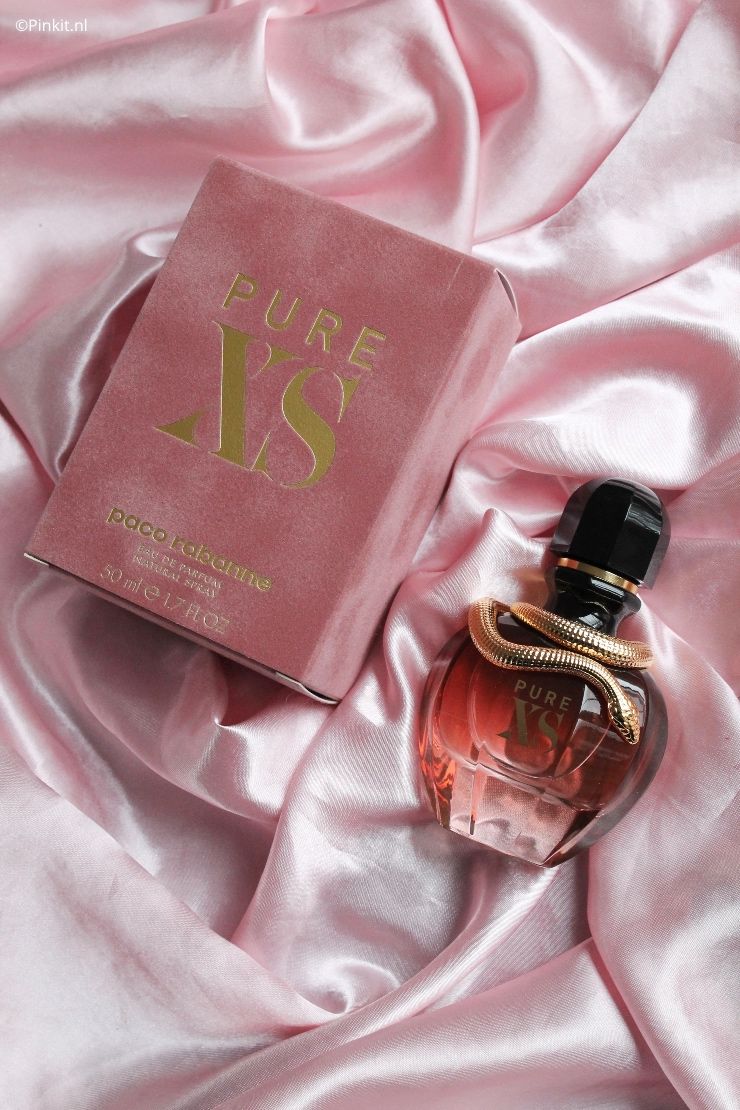 ©Pinkit.nl
PURE
XS
paco rabanne
EAU DE PARFUM
NATURAL SPRAY
50 ml e 1.7 FL OZ
PURE
XS